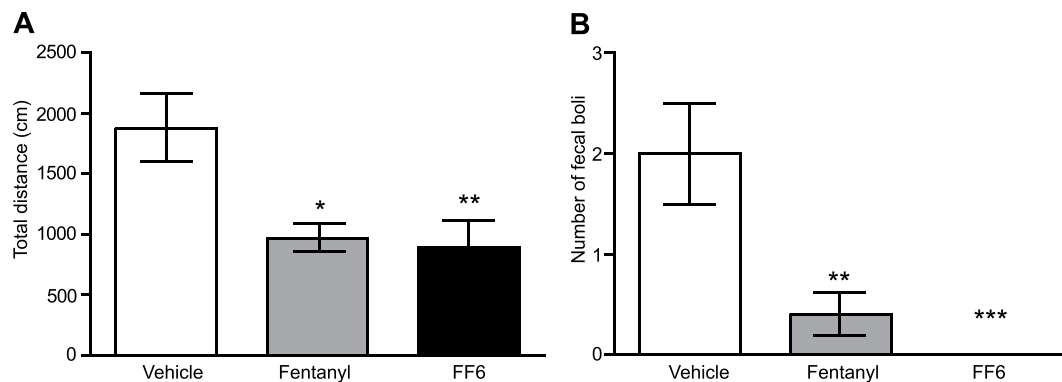 A
Total distance (cm)
2500
2000
1500
1000
500
0
*
**
Vehicle
Fentanyl
FF6
B
Number of fecal boli
3
2
1
0
**
***
Vehicle
Fentanyl
FF6